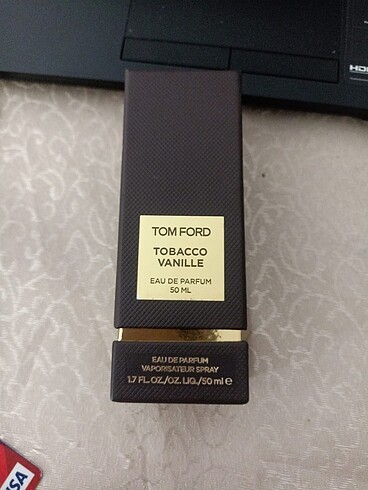 HD
TOM FORD
TOBACCO
VANILLE
EAU DE PARFUM
50 ML
EAU DE PARFUM
VAPORISATEUR SPRAY
1.7 FL.OZ./OZ. LIQ./50 ml e